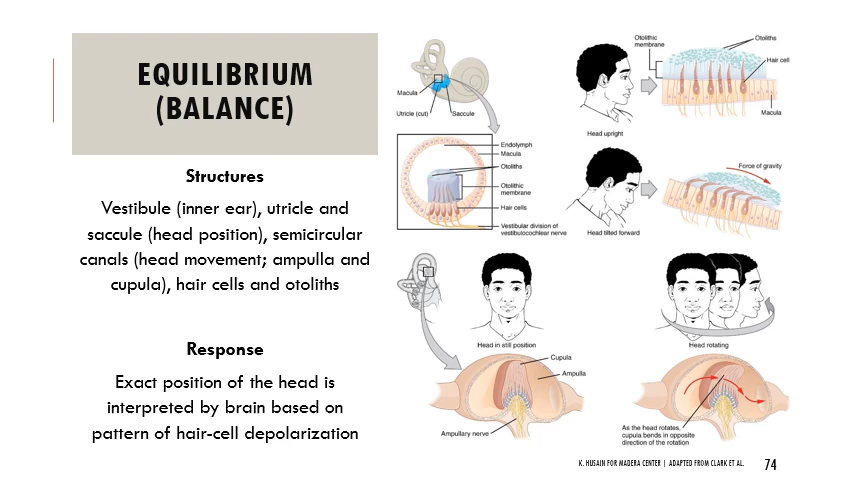 EQUILIBRIUM
(BALANCE)
Structures
Vestibule (inner ear), utricle and
saccule (head position), semicircular
canals (head movement; ampulla and
cupula), hair cells and otoliths
Response
Exact position of the head is
interpreted by brain based on
pattern of hair-cell depolarization
Macula
Utricle (cut)
Saccule
Endolymph
Macula
Otoliths
Otolithic
membrane
Hair cells
Vestibular division of
vestibulocochlear nerve
Otolithic
membrane
Otoliths
Hair cell
Macula
Head upright
Force of gravity
Head tilted forward
Head in still position
Cupula
Ampulla
Ampullary nerve
Head rotating
As the head rotates,
cupula bends in opposite
direction of the rotation
K. HUSAIN FOR MADERA CENTER | ADAPTED FROM CLARK ET AL.
74